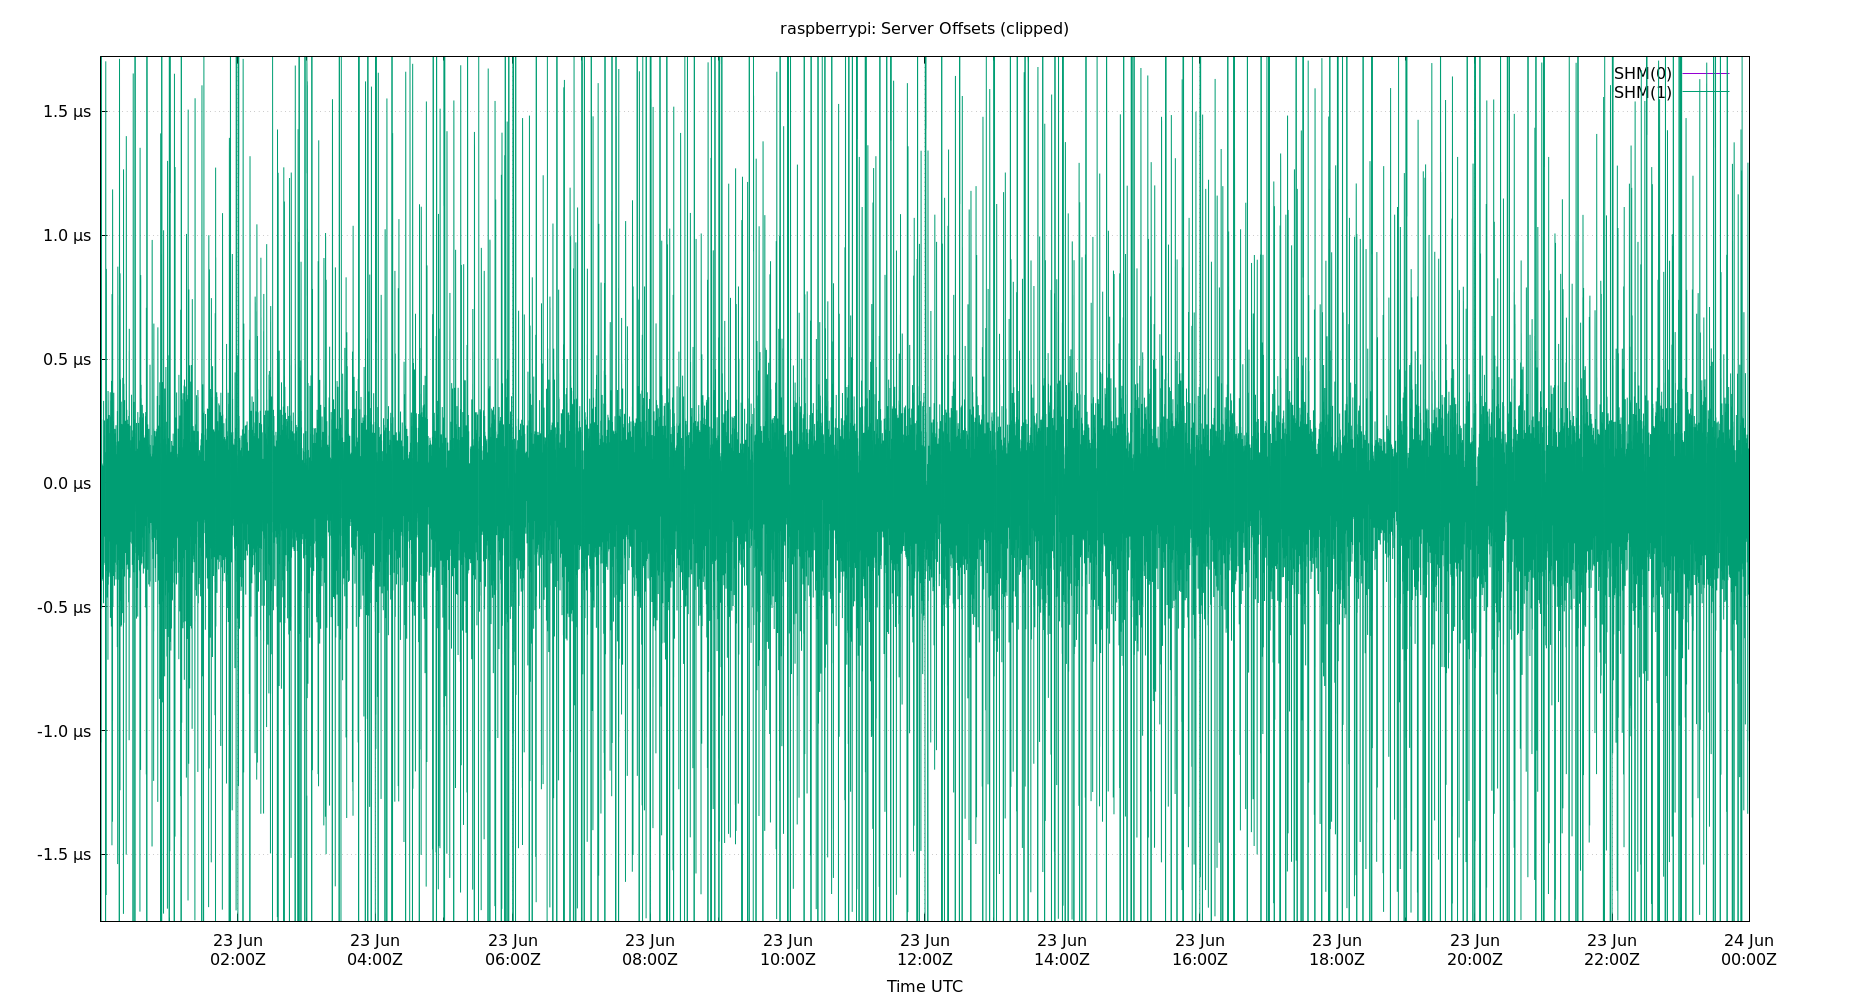 raspberrypi: Server Offsets (clipped)
SHM(0)
SHM(1)
1.5 µs
1.0 µs
0.5 µs
0.0 µs
-0.5 µs
-1.0 µs
-1.5 µs
23 Jun 23 Jun 23 Jun 23 Jun 23 Jun 23 Jun 23 Jun 23 Jun 23 Jun 23 Jun 23 Jun 24 Jun
02:00Z 04:00Z 06:00Z 08:00Z 10:00Z 12:00Z 14:00Z 16:00Z 18:00Z 20:00Z 22:00Z 00:00Z
Time UTC